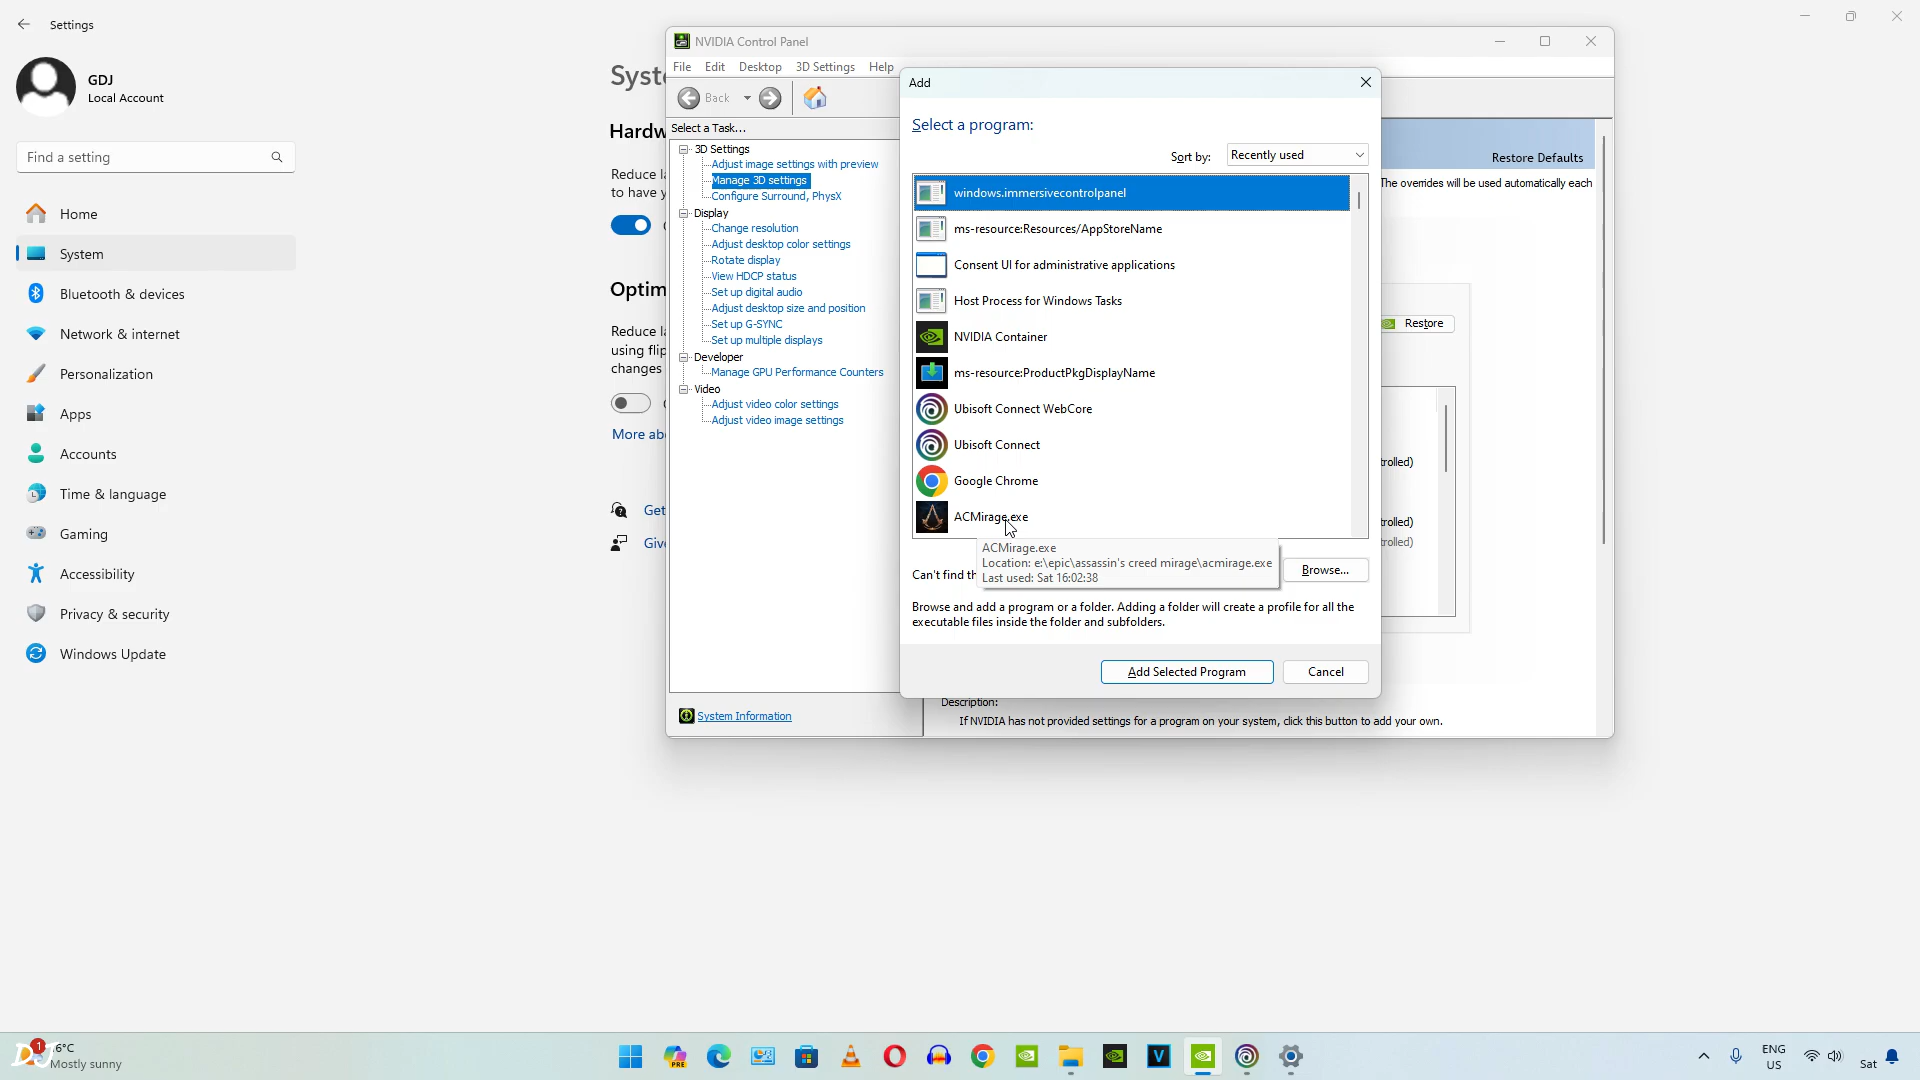 Settings
GDJ
Local Account
Find a setting
Home
System
Bluetooth & devices
Network & internet
Personalization
Apps
Accounts
Time & language
Gaming
Accessibility
Privacy & security
Windows Update
Syste
Hardw
Reduce la
to have y
Optim
Reduce la
using flip
changes
More abo
Get
Give
NVIDIA Control Panel
File Edit Desktop 3D Settings Help
Back
Select a Task...
3D Settings
Adjust image settings with preview
Manage 3D settings
Configure Surround, PhysX
Display
Change resolution
Adjust desktop color settings
Rotate display
View HDCP status
Set up digital audio
Adjust desktop size and position
Set up G-SYNC
Set up multiple displays
Developer
Manage GPU Performance Counters
Video
Adjust video color settings
Adjust video image settings
System Information
Add
Select a program:
Sort by: Recently used
windows.immersivecontrolpanel
ms-resource:Resources/AppStoreName
Consent UI for administrative applications
Host Process for Windows Tasks
NVIDIA Container
ms-resource:ProductPkgDisplayName
Ubisoft Connect WebCore
Ubisoft Connect
Google Chrome
ACMirage.exe
ACMirage.exe
Location: e:\epic\assassin's creed mirage\acmirage.exe
Last used: Sat 16:02:38
Can't find th
Browse...
Browse and add a program or a folder. Adding a folder will create a profile for all the
executable files inside the folder and subfolders.
Add Selected Program Cancel
Restore Defaults
The overrides will be used automatically each
Restore
trolled)
trolled)
trolled)
Description:
If NVIDIA has not provided settings for a program on your system, click this button to add your own.
1
6°C
Mostly sunny
PRE
V
ENG
US
Sat